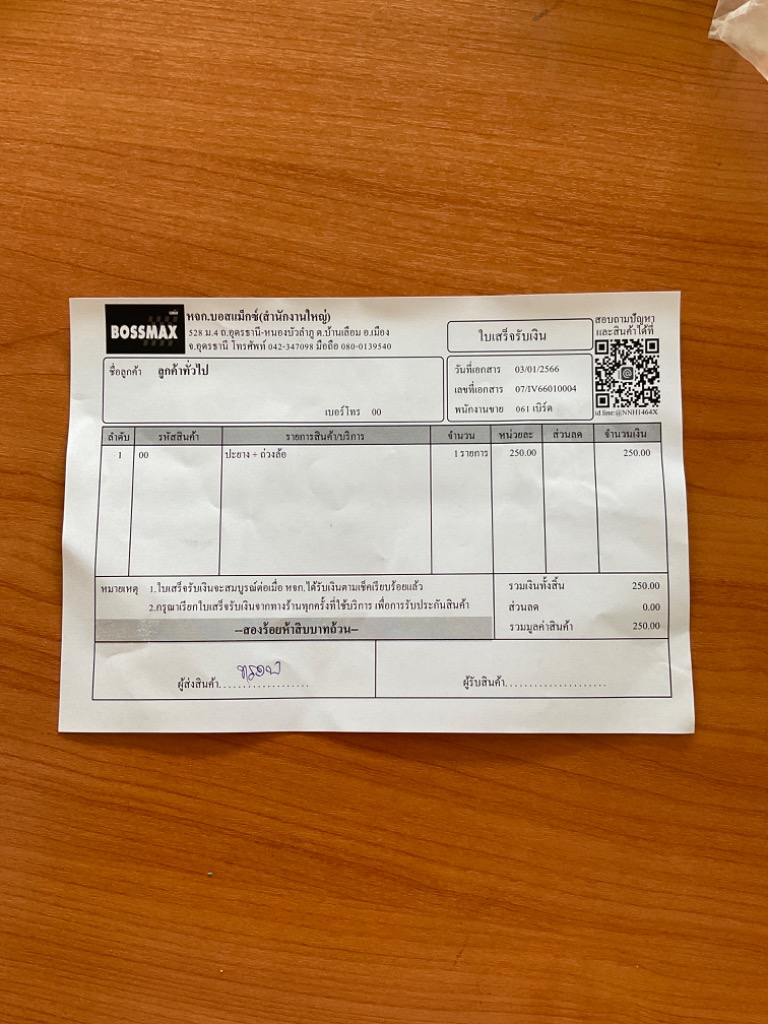 BOSSMAX
หจก.บอสแม็กซ์(สำนักงานใหญ่)
528 ม.4 ถ.อุดรธานี-หนองบัวลำภู ต.บ้านเลื่อม อ.เมือง
จ.อุดรธานี โทรศัพท์ 042-347098 มือถือ 080-0139540
ใบเสร็จรับเงิน
สอบถามปัญหา
และสินค้าได้ที่
id line:@NNH1464X
ชื่อลูกค้า ลูกค้าทั่วไป
เบอร์โทร 00
วันที่เอกสาร 03/01/2566
เลขที่เอกสาร 07/IV66010004
พนักงานขาย 061 เบิร์ด
ลำดับ รหัสสินค้า รายการสินค้า/บริการ จำนวน หน่วยละ ส่วนลด จำนวนเงิน
1 00 ปะยาง + ถ่วงล้อ 1 รายการ 250.00 250.00
หมายเหตุ 1.ใบเสร็จรับเงินจะสมบูรณ์ต่อเมื่อ หจก.ได้รับเงินตามเช็คเรียบร้อยแล้ว
2.กรุณาเรียกใบเสร็จรับเงินจากทางร้านทุกครั้งที่ใช้บริการ เพื่อการรับประกันสินค้า
--สองร้อยห้าสิบบาทถ้วน--
รวมเงินทั้งสิ้น 250.00
ส่วนลด 0.00
รวมมูลค่าสินค้า 250.00
ผู้ส่งสินค้า...................
ผู้รับสินค้า.....................